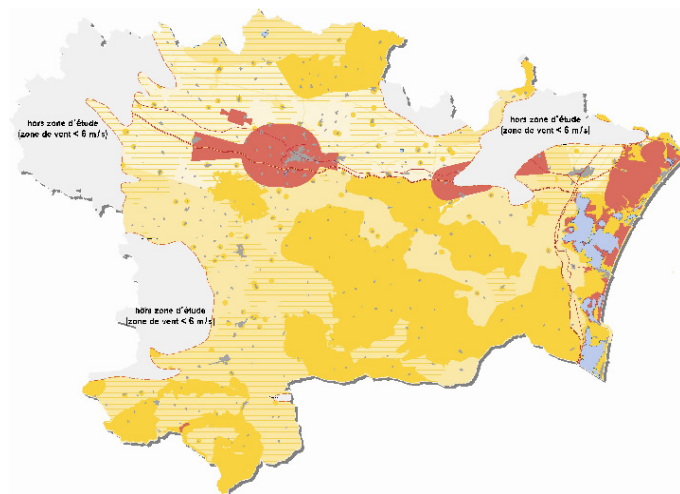 hors zone d'étude
(zone de vent < 6 m/s)
hors zone d'étude
(zone de vent < 6 m/s)
hors zone d'étude
(zone de vent < 6 m/s)